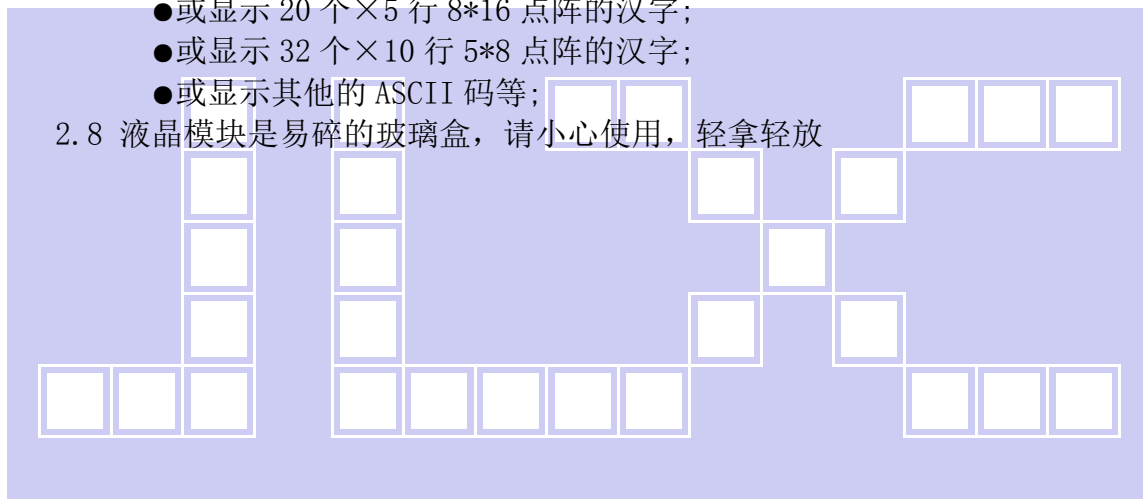 ●或显示 20 个×5 行 8*16 点阵的汉字;
●或显示 32 个×10 行 5*8 点阵的汉字;
●或显示其他的 ASCII 码等;
2.8 液晶模块是易碎的玻璃盒，请小心使用，轻拿轻放